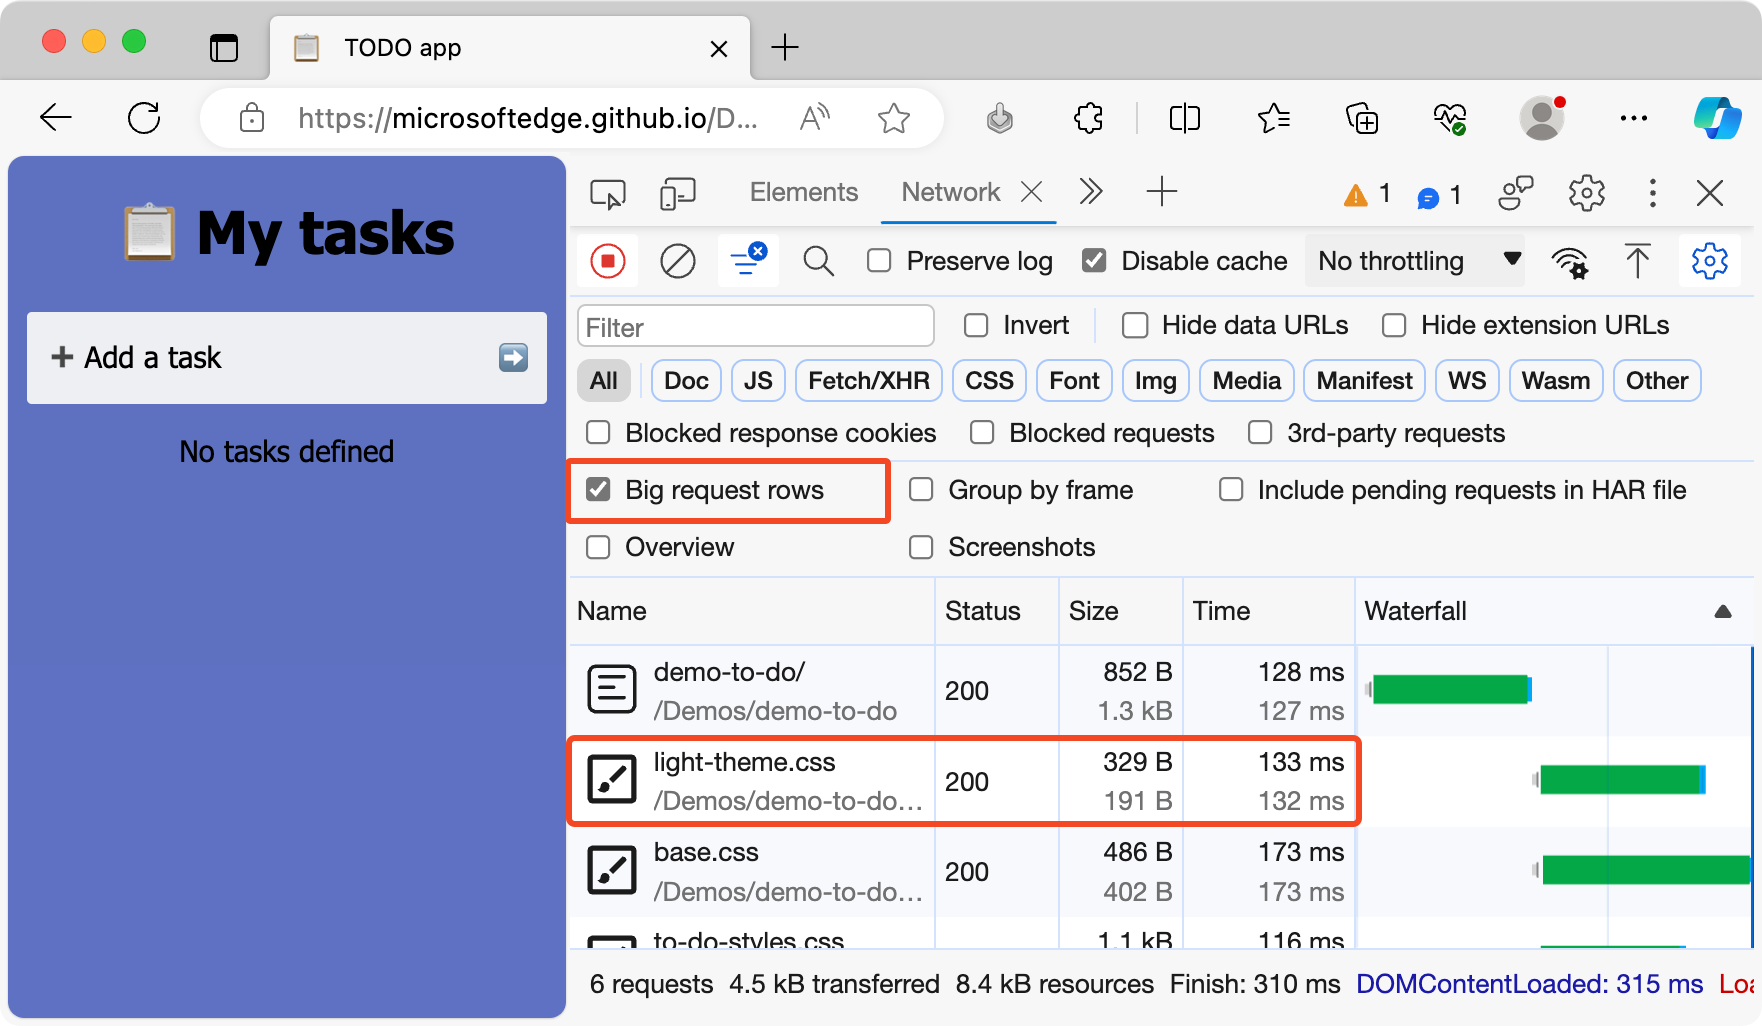 TODO app
https://microsoftedge.github.io/D...
My tasks
Add a task
No tasks defined
Elements Network 1 1
Preserve log Disable cache No throttling
Filter Invert Hide data URLs Hide extension URLs
All Doc JS Fetch/XHR CSS Font Img Media Manifest WS Wasm Other
Blocked response cookies Blocked requests 3rd-party requests
Big request rows Group by frame Include pending requests in HAR file
Overview Screenshots
Name Status Size Time Waterfall
demo-to-do/ 200 852 B 128 ms
/Demos/demo-to-do 1.3 kB 127 ms
light-theme.css 200 329 B 133 ms
/Demos/demo-to-do... 191 B 132 ms
base.css 200 486 B 173 ms
/Demos/demo-to-do... 402 B 173 ms
to-do-styles.css 1.1 kB 116 ms
6 requests 4.5 kB transferred 8.4 kB resources Finish: 310 ms DOMContentLoaded: 315 ms